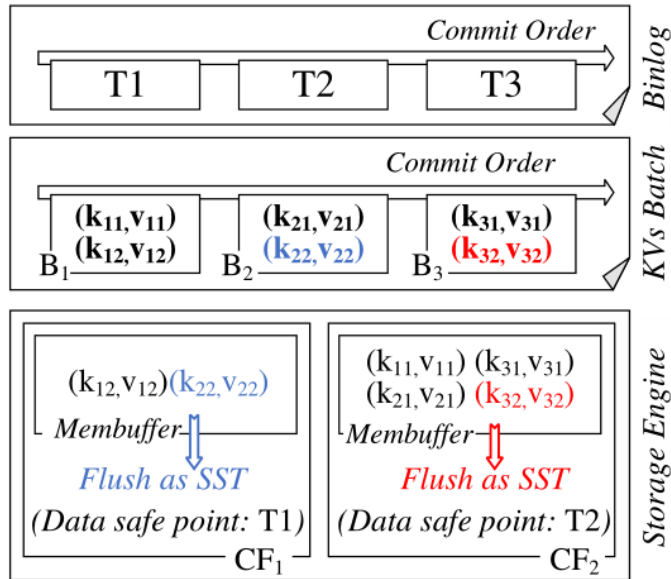 Commit Order
T1 T2 T3
Binlog
Commit Order
(k11,v11) (k21,v21) (k31,v31)
(k12,v12) (k22,v22) (k32,v32)
B1 B2 B3
KVs Batch
(k12,v12)(k22,v22)
Membuffer
Flush as SST
(Data safe point: T1)
CF1
(k11,v11) (k31,v31)
(k21,v21) (k32,v32)
Membuffer
Flush as SST
(Data safe point: T2)
CF2
Storage Engine